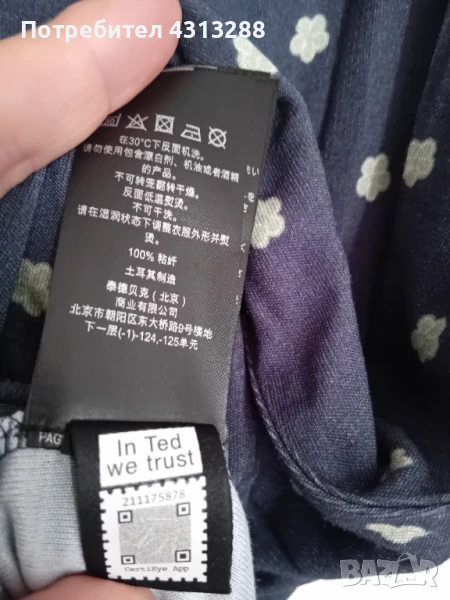 Потребител 4313288
30
在30°C下反面机洗。
请勿使用包含漂白剂、机油或者酒精
的产品。
不可转笼翻转干燥。
反面低温熨烫。
不可干洗。
请在湿润状态下调整衣服外形并熨
烫。
100% 粘纤
土耳其制造
泰德贝克（北京）
商业有限公司
北京市朝阳区东大桥路9号楼地
下一层(-1)-124,-125单元
PAG
In Ted
we trust
211175878
CertiEye App
BAZAR